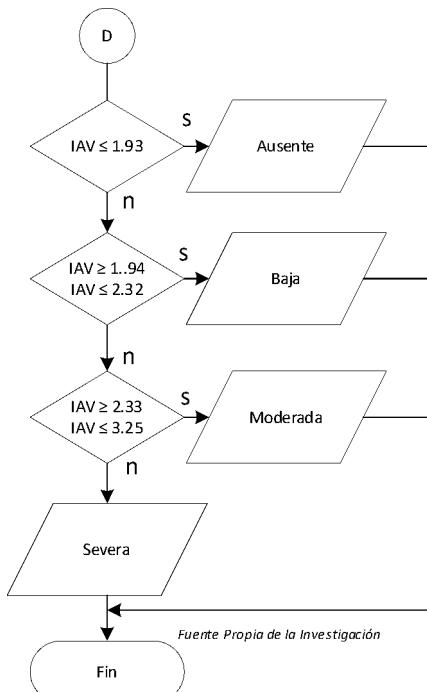 D
IAV ≤ 1.93
s
Ausente
n
IAV ≥ 1..94
IAV ≤ 2.32
s
Baja
n
IAV ≥ 2.33
IAV ≤ 3.25
s
Moderada
n
Severa
Fuente Propia de la Investigación
Fin